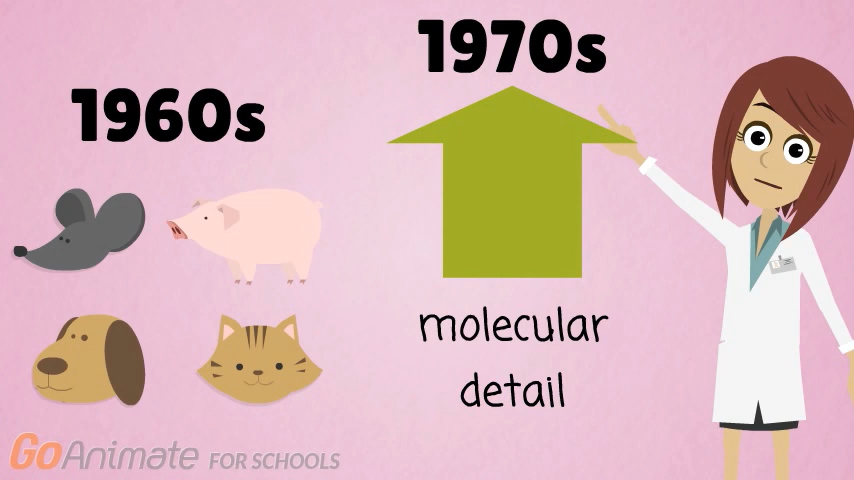 1970s
1960s
molecular
detail
GoAnimate FOR SCHOOLS